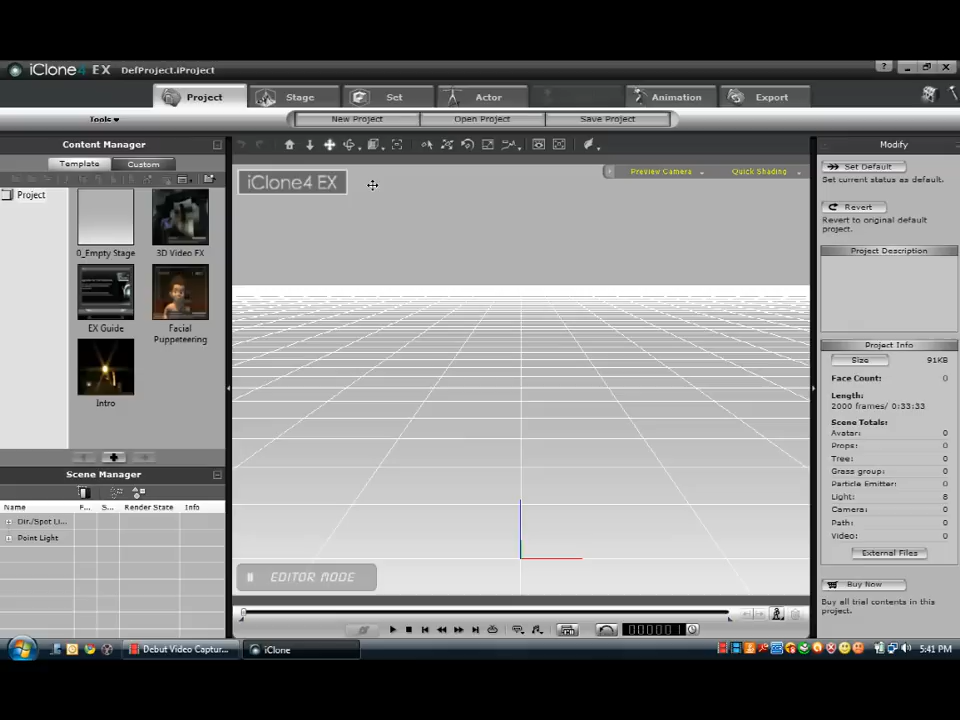 iClone4 EX DefProject.iProject
Project Stage Set Actor Animation Export
Tools New Project Open Project Save Project
Content Manager
Template Custom
Project
0_Empty Stage 3D Video FX
EX Guide Facial
Puppeteering
Intro
Scene Manager
Name F... S... Render State Info
Dir./Spot Li...
Point Light
iClone4 EX
Preview Camera Quick Shading
EDITOR MODE
00000 1
Modify
Set Default
Set current status as default.
Revert
Revert to original default
project.
Project Description
Project Info
Size 91KB
Face Count: 0
Length:
2000 frames/ 0:33:33
Scene Totals:
Avatar: 0
Props: 0
Tree: 0
Grass group: 0
Particle Emitter: 0
Light: 8
Camera: 0
Path: 0
Video: 0
External Files
Buy Now
Buy all trial contents in this
project.
Debut Video Captur... iClone 5:41 PM